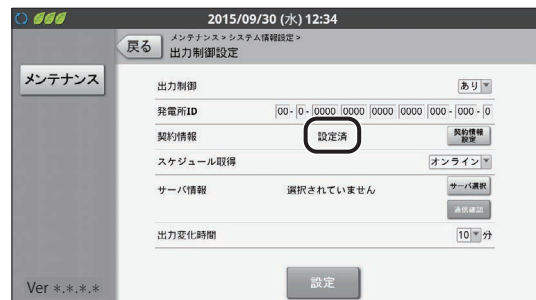 2015/09/30 (水) 12:34
戻る
メンテナンス > システム情報設定 >
出力制御設定
メンテナンス
出力制御 あり
発電所ID 00 - 0 - 0000 0000 0000 0000 000 - 000 - 0
契約情報 設定済 契約情報
設定
スケジュール取得 オンライン
サーバ情報 選択されていません サーバ選択
通信確認
出力変化時間 10 分
設定
Ver *.*.*.*